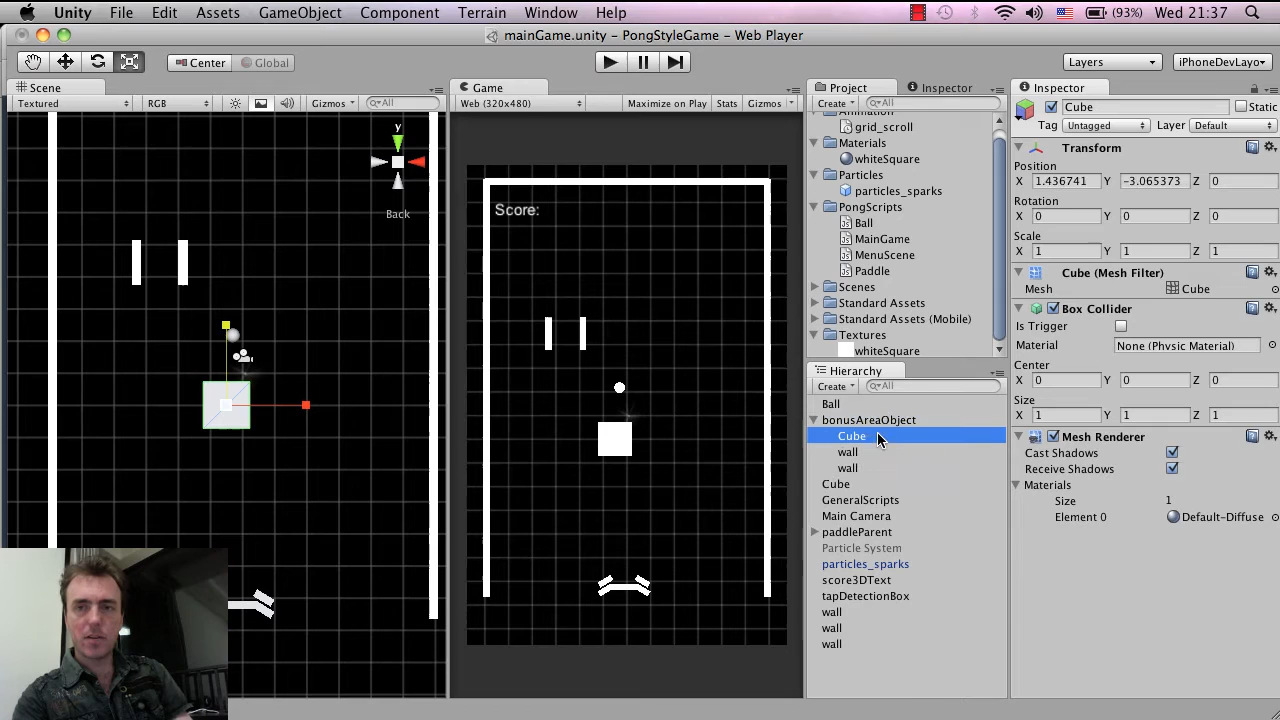 Unity File Edit Assets GameObject Component Terrain Window Help (93%) Wed 21:37
mainGame.unity - PongStyleGame - Web Player
Center Global Layers iPhoneDevLayo
Scene
Textured RGB Gizmos All
y
Back
Game
Web (320x480) Maximize on Play Stats Gizmos
Score:
Project Inspector
Create All
Animation
grid_scroll
Materials
whiteSquare
Particles
particles_sparks
PongScripts
Ball
MainGame
MenuScene
Paddle
Scenes
Standard Assets
Standard Assets (Mobile)
Textures
whiteSquare
Hierarchy
Create All
Ball
bonusAreaObject
Cube
wall
wall
Cube
GeneralScripts
Main Camera
paddleParent
Particle System
particles_sparks
score3DText
tapDetectionBox
wall
wall
wall
Inspector
Cube Static
Tag Untagged Layer Default
Transform
Position
X 1.436741 Y -3.065373 Z 0
Rotation
X 0 Y 0 Z 0
Scale
X 1 Y 1 Z 1
Cube (Mesh Filter)
Mesh Cube
Box Collider
Is Trigger
Material None (Physic Material)
Center
X 0 Y 0 Z 0
Size
X 1 Y 1 Z 1
Mesh Renderer
Cast Shadows
Receive Shadows
Materials
Size 1
Element 0 Default-Diffuse